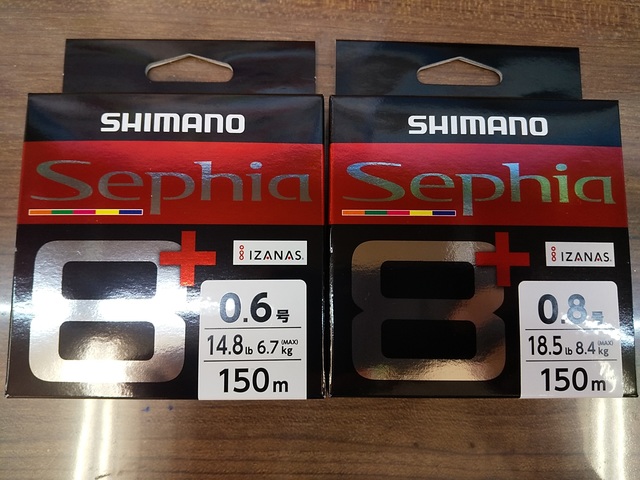 SHIMANO
Sephia
8+
IZANAS
0.6号
14.8lb 6.7kg (MAX)
150m
SHIMANO
Sephia
8+
IZANAS
0.8号
18.5lb 8.4kg (MAX)
150m